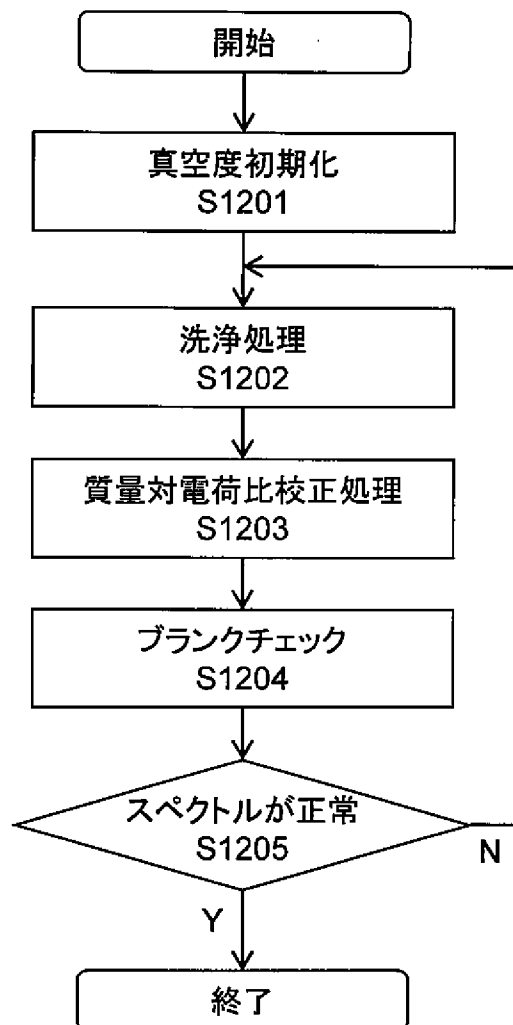 開始
真空度初期化
S1201
洗浄処理
S1202
質量対電荷比校正処理
S1203
ブランクチェック
S1204
スペクトルが正常
S1205
N
Y
終了